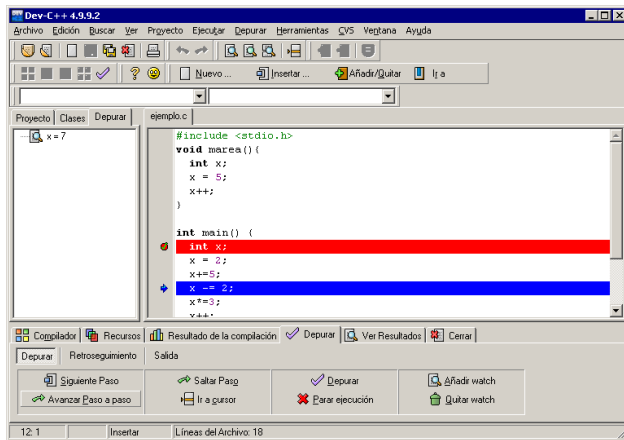 Dev-C++ 4.9.9.2
Archivo Edición Buscar Ver Proyecto Ejecutar Depurar Herramientas CVS Ventana Ayuda
Nuevo ... Insertar ... Añadir/Quitar Ir a
Proyecto Clases Depurar ejemplo.c
x = 7
#include <stdio.h>
void marea(){
int x;
x = 5;
x++;
}
int main() {
int x;
x = 2;
x+=5;
x -= 2;
x*=3;
x++;
Compilador Recursos Resultado de la compilación Depurar Ver Resultados Cerrar
Depurar Retroseguimiento Salida
Siguiente Paso Saltar Paso Depurar Añadir watch
Avanzar Paso a paso Ir a cursor Parar ejecución Quitar watch
12: 1 Insertar Líneas del Archivo: 18